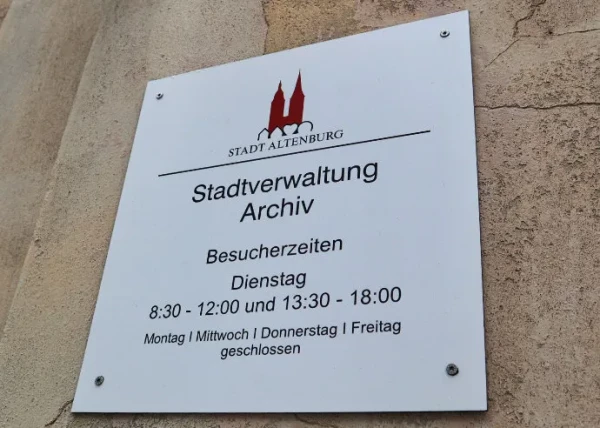 STADT ALTENBURG
Stadtverwaltung
Archiv
Besucherzeiten
Dienstag
8:30 - 12:00 und 13:30 - 18:00
Montag I Mittwoch I Donnerstag I Freitag
geschlossen